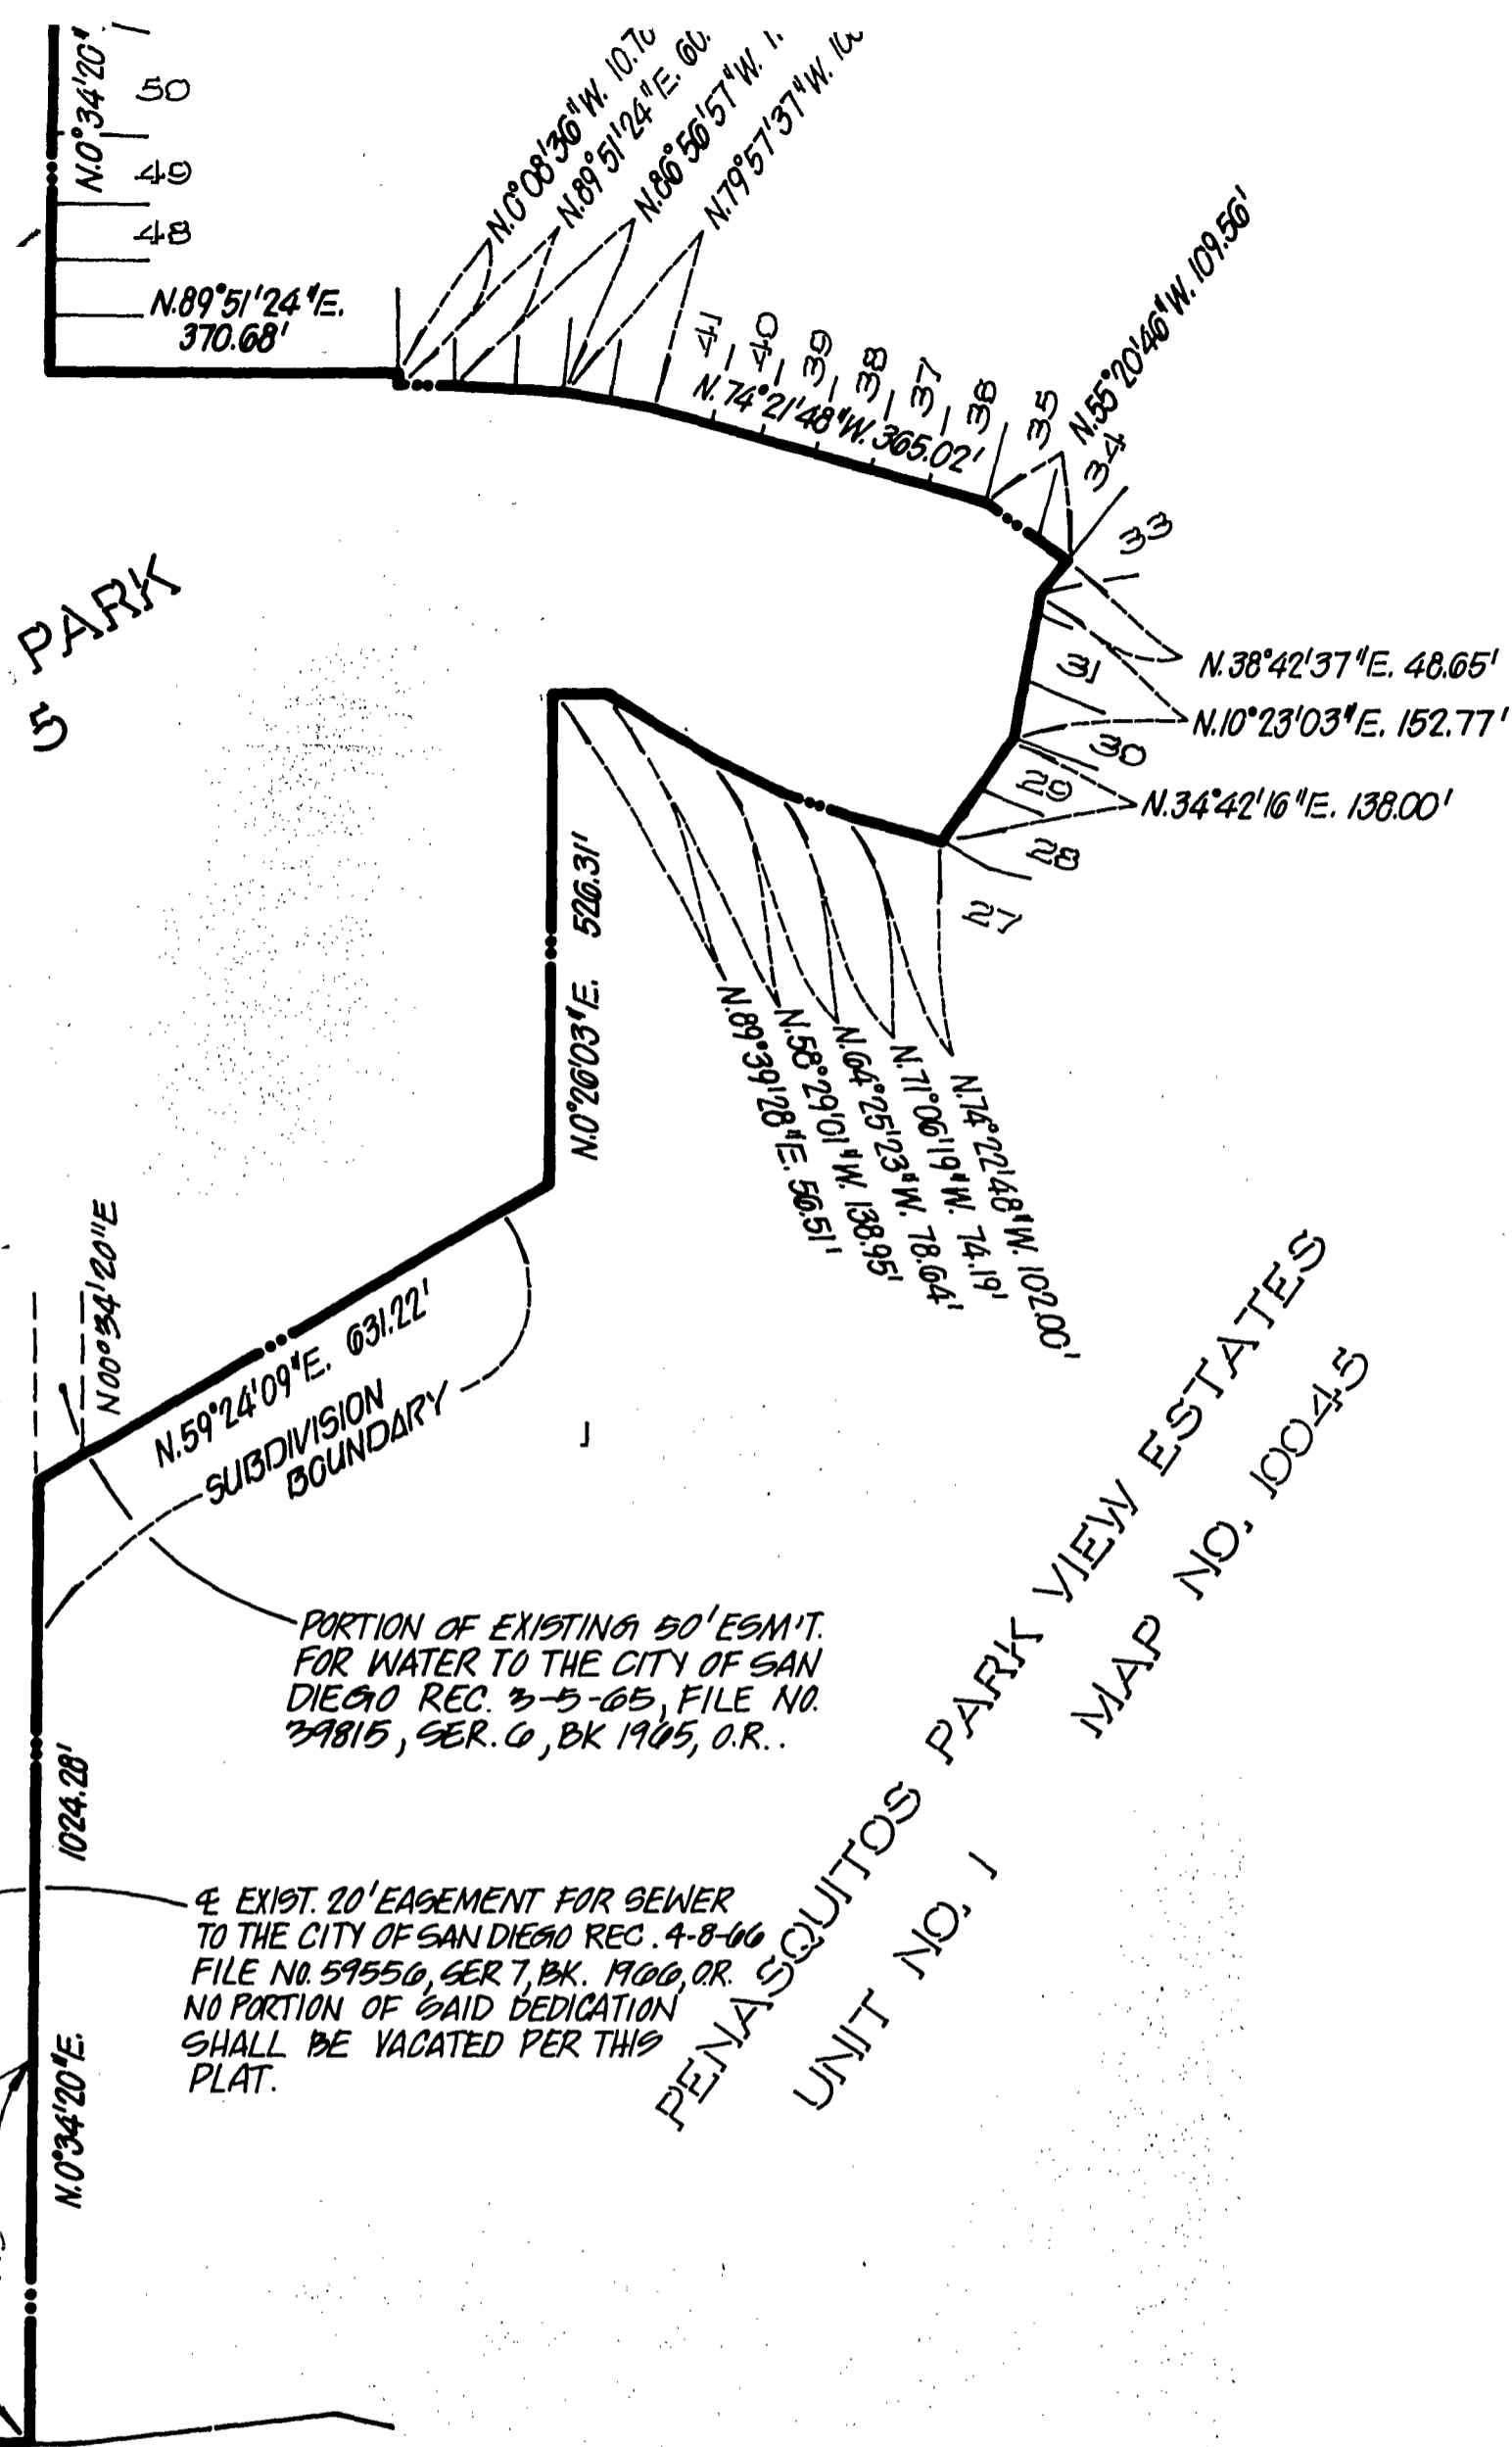 N.0°34'20"
50
49
48
N.89°51'24"E.
370.68'
N.0°08'36"W. 10.70
N.89°51'24"E. 60.
N.86°56'57"W. 1
N.79°57'37"W. 10
41
40
39
38
37
36
35
34
33
N.74°21'48"W. 365.02'
N.55°20'46"W. 109.56'
PARK
5
31
30
29
28
27
N.38°42'37"E. 48.65'
N.10°23'03"E. 152.77'
N.34°42'16"E. 138.00'
N.0°26'03"E. 526.31'
N.89°39'28"E. 56.51'
N.58°29'01"W. 138.95'
N.64°25'23"W. 78.64'
N.71°06'19"W. 74.19'
N.74°22'48"W. 102.00'
N00°34'20"E
N.59°24'09"E. 631.22'
SUBDIVISION
BOUNDARY
PORTION OF EXISTING 50' ESM'T.
FOR WATER TO THE CITY OF SAN
DIEGO REC. 3-5-65, FILE NO.
39815, SER. 6, BK 1965, O.R..
1024.28'
N.0°34'20"E.
℄ EXIST. 20' EASEMENT FOR SEWER
TO THE CITY OF SAN DIEGO REC. 4-8-66
FILE NO. 59556, SER 7, BK. 1966, O.R.
NO PORTION OF SAID DEDICATION
SHALL BE VACATED PER THIS
PLAT.
PENASQUITOS PARK VIEW ESTATES
UNIT NO. 1
MAP NO. 10045